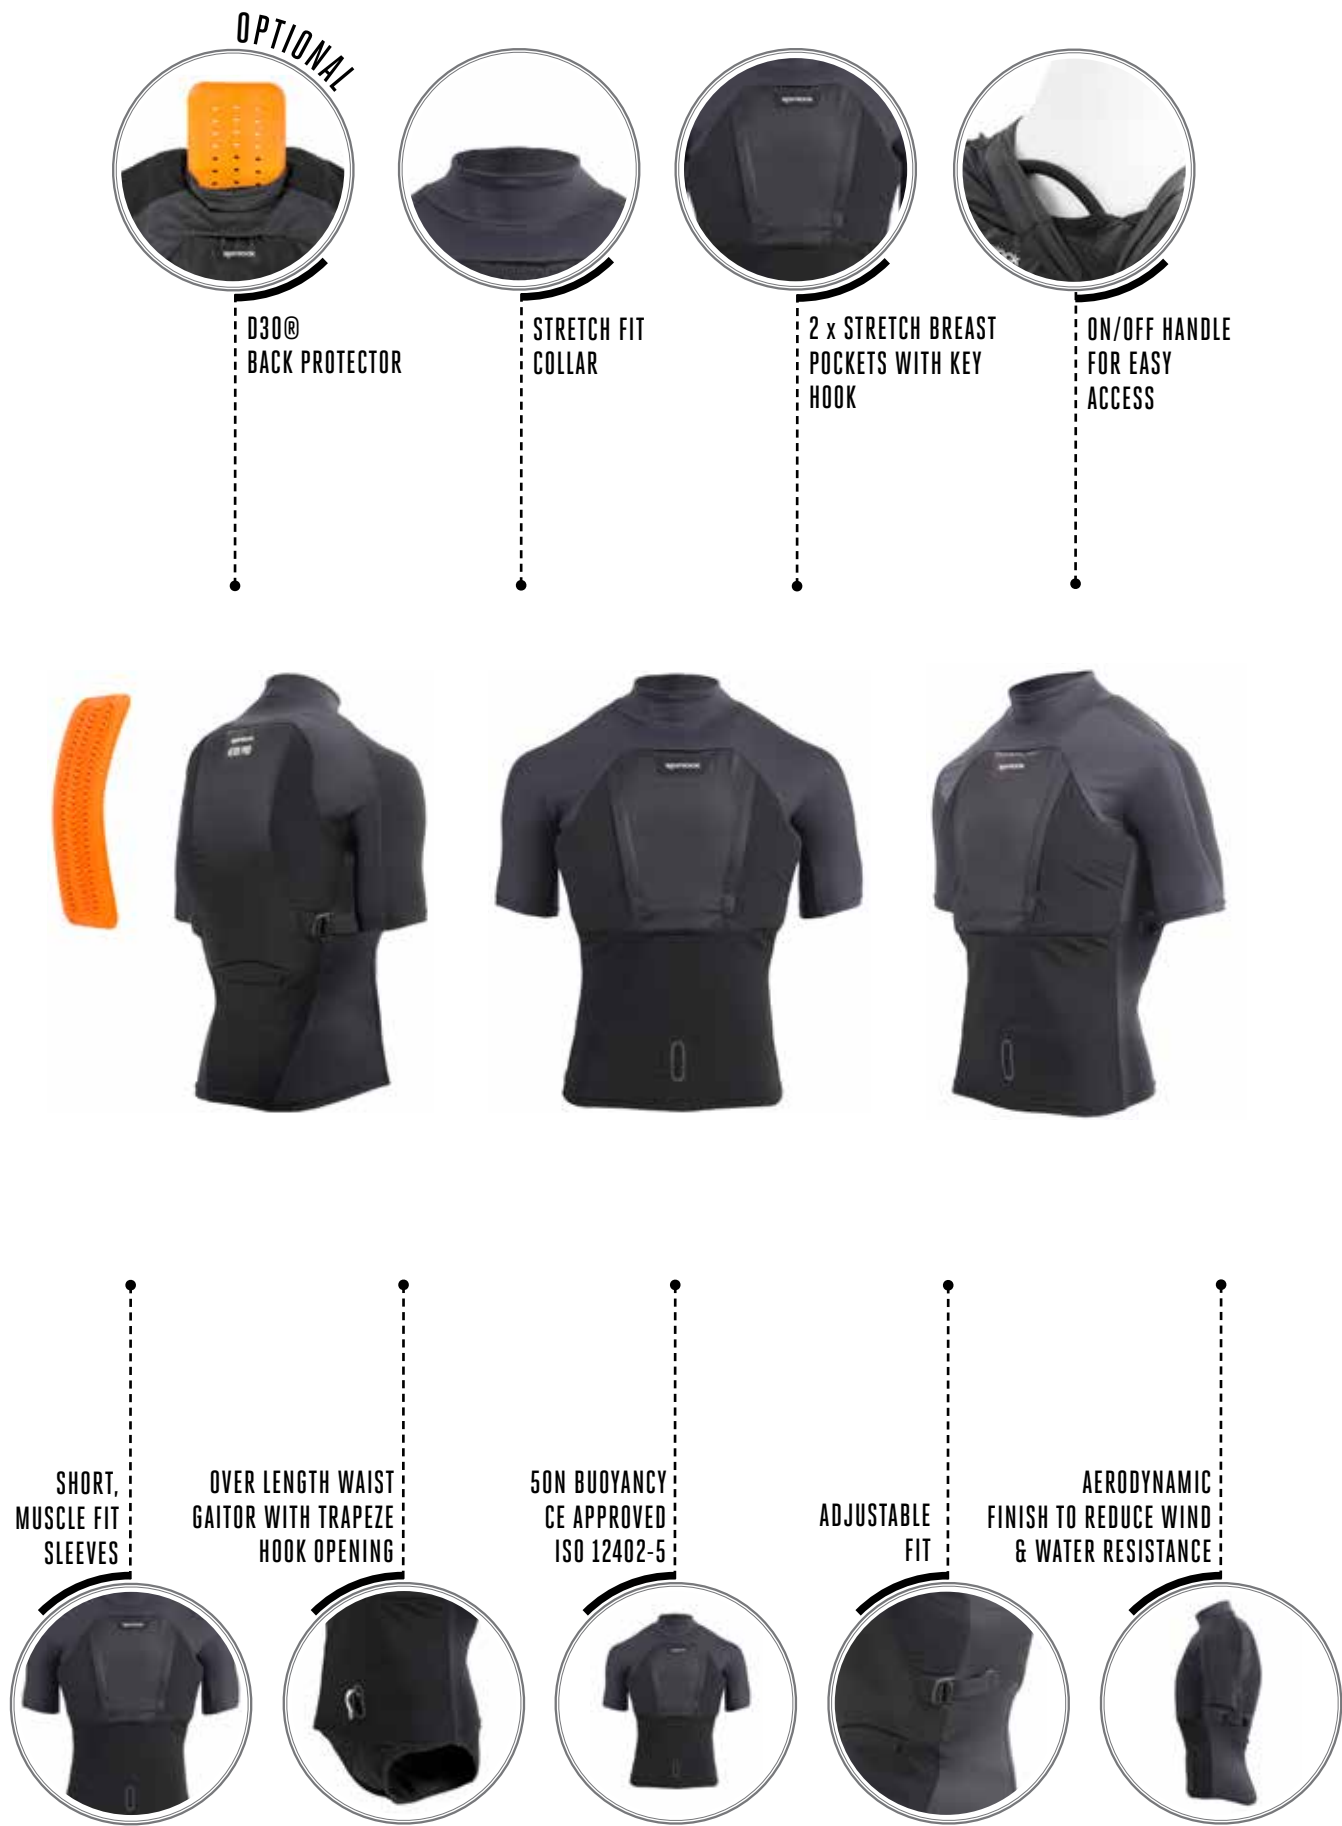 OPTIONAL
D30®
BACK PROTECTOR
STRETCH FIT
COLLAR
2 x STRETCH BREAST
POCKETS WITH KEY
HOOK
ON/OFF HANDLE
FOR EASY
ACCESS
SHORT,
MUSCLE FIT
SLEEVES
OVER LENGTH WAIST
GAITOR WITH TRAPEZE
HOOK OPENING
50N BUOYANCY
CE APPROVED
ISO 12402-5
ADJUSTABLE
FIT
AERODYNAMIC
FINISH TO REDUCE WIND
& WATER RESISTANCE